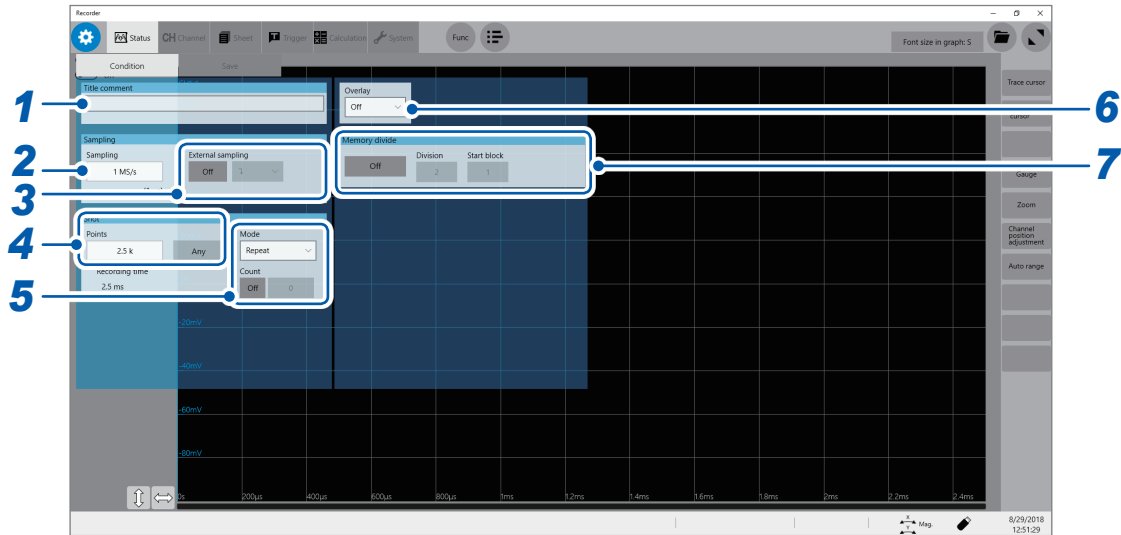 Recorder
Status CH Channel Sheet Trigger Calculation System Func Font size in graph: S
Condition Save
Title comment
Overlay
Off
Trace cursor
cursor
1
6
Sampling
Sampling
1 MS/s
External sampling
Off
Memory divide
Off
Division
2
Start block
1
2
3
7
Gauge
Zoom
Channel
position
adjustment
Auto range
Points
2.5 k Any
Recording time
2.5 ms
Mode
Repeat
Count
Off 0
4
5
-20mV
-40mV
-60mV
-80mV
0s 200μs 400μs 600μs 800μs 1ms 1.2ms 1.4ms 1.6ms 1.8ms 2ms 2.2ms 2.4ms
X
Y
Mag.
8/29/2018
12:51:29